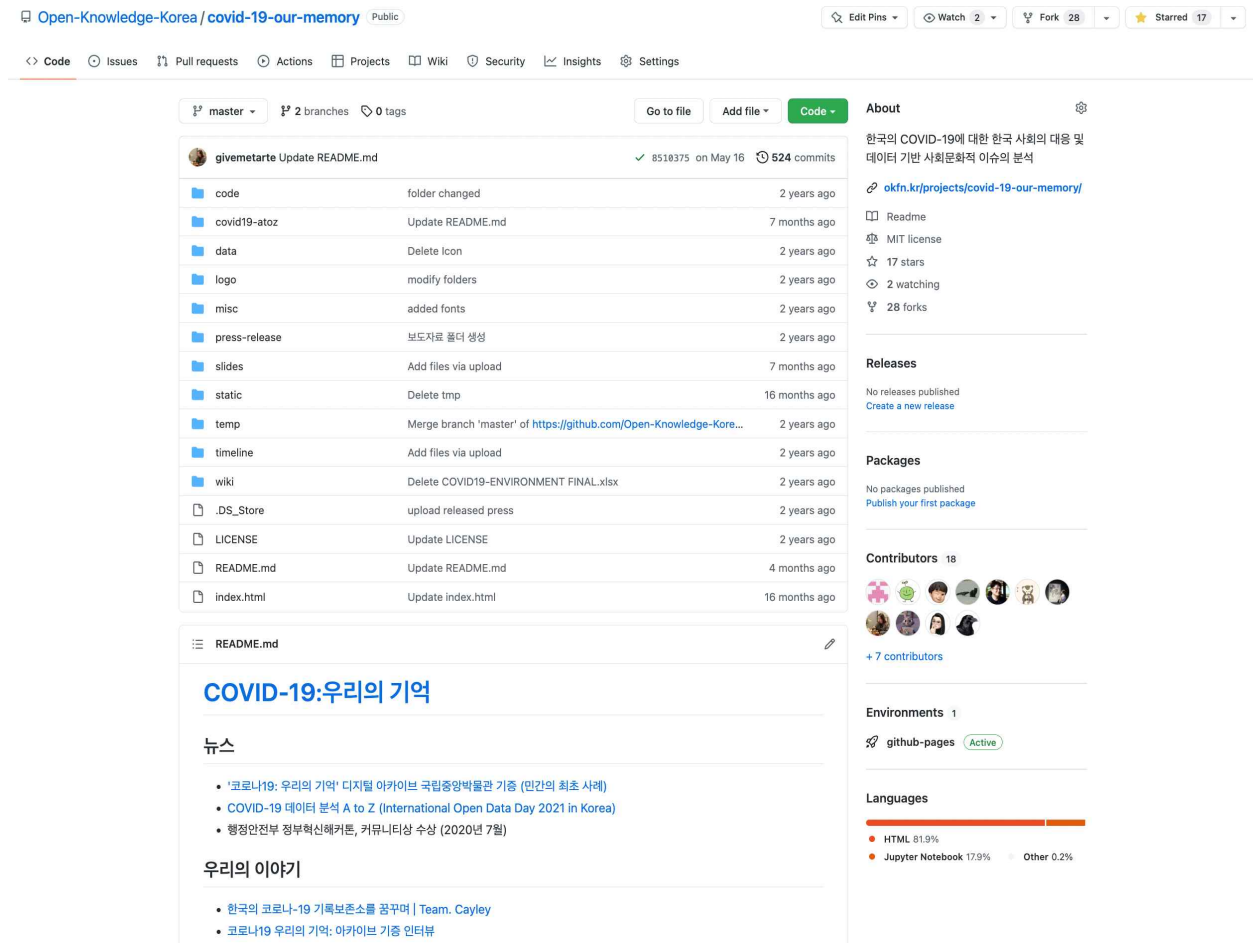 Open-Knowledge-Korea / covid-19-our-memory Public
Edit Pins Watch 2 Fork 28 Starred 17
Code Issues Pull requests Actions Projects Wiki Security Insights Settings
master 2 branches 0 tags Go to file Add file Code
givemetarte Update README.md 8510375 on May 16 524 commits
code folder changed 2 years ago
covid19-atoz Update README.md 7 months ago
data Delete Icon 2 years ago
logo modify folders 2 years ago
misc added fonts 2 years ago
press-release 보도자료 폴더 생성 2 years ago
slides Add files via upload 7 months ago
static Delete tmp 16 months ago
temp Merge branch 'master' of https://github.com/Open-Knowledge-Kore... 2 years ago
timeline Add files via upload 2 years ago
wiki Delete COVID19-ENVIRONMENT FINAL.xlsx 2 years ago
.DS_Store upload released press 2 years ago
LICENSE Update LICENSE 2 years ago
README.md Update README.md 4 months ago
index.html Update index.html 16 months ago
README.md
COVID-19:우리의 기억
뉴스
'코로나19: 우리의 기억' 디지털 아카이브 국립중앙박물관 기증 (민간의 최초 사례)
COVID-19 데이터 분석 A to Z (International Open Data Day 2021 in Korea)
행정안전부 정부혁신해커톤, 커뮤니티상 수상 (2020년 7월)
우리의 이야기
한국의 코로나-19 기록보존소를 꿈꾸며 | Team. Cayley
코로나19 우리의 기억: 아카이브 기증 인터뷰
About
한국의 COVID-19에 대한 한국 사회의 대응 및
데이터 기반 사회문화적 이슈의 분석
okfn.kr/projects/covid-19-our-memory/
Readme
MIT license
17 stars
2 watching
28 forks
Releases
No releases published
Create a new release
Packages
No packages published
Publish your first package
Contributors 18
+ 7 contributors
Environments 1
github-pages Active
Languages
HTML 81.9%
Jupyter Notebook 17.9% Other 0.2%